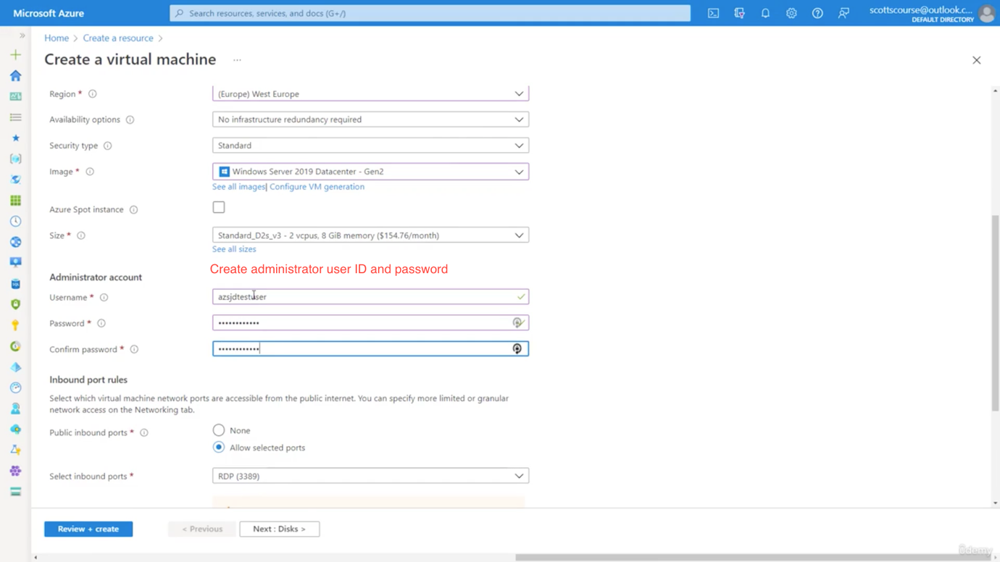 Microsoft Azure
Search resources, services, and docs (G+/)
scottscourse@outlook.c...
DEFAULT DIRECTORY
Home > Create a resource >
Create a virtual machine ...
Region *
(Europe) West Europe
Availability options
No infrastructure redundancy required
Security type
Standard
Image *
Windows Server 2019 Datacenter - Gen2
See all images| Configure VM generation
Azure Spot instance
Size *
Standard_D2s_v3 - 2 vcpus, 8 GiB memory ($154.76/month)
See all sizes
Create administrator user ID and password
Administrator account
Username *
azsjdtestuser
Password *
••••••••••••
Confirm password *
••••••••••••
Inbound port rules
Select which virtual machine network ports are accessible from the public internet. You can specify more limited or granular
network access on the Networking tab.
Public inbound ports *
None
Allow selected ports
Select inbound ports *
RDP (3389)
Review + create
< Previous
Next : Disks >
Udemy